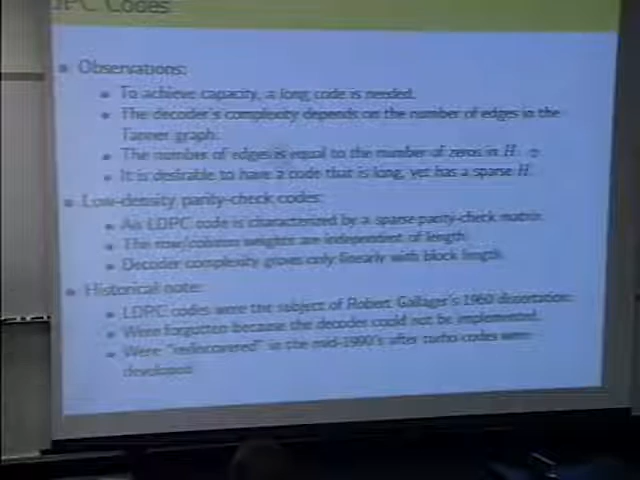 LDPC Codes
Observations:
To achieve capacity, a long code is needed.
The decoder's complexity depends on the number of edges in the
Tanner graph.
The number of edges is equal to the number of zeros in H.
It is desirable to have a code that is long, yet has a sparse H.
Low-density parity-check codes:
An LDPC code is characterized by a sparse parity-check matrix.
The row/column weights are independent of length.
Decoder complexity grows only linearly with block length.
Historical note:
LDPC codes were the subject of Robert Gallager's 1960 dissertation.
Were forgotten because the decoder could not be implemented.
Were "rediscovered" in the mid-1990's after turbo codes were
developed.